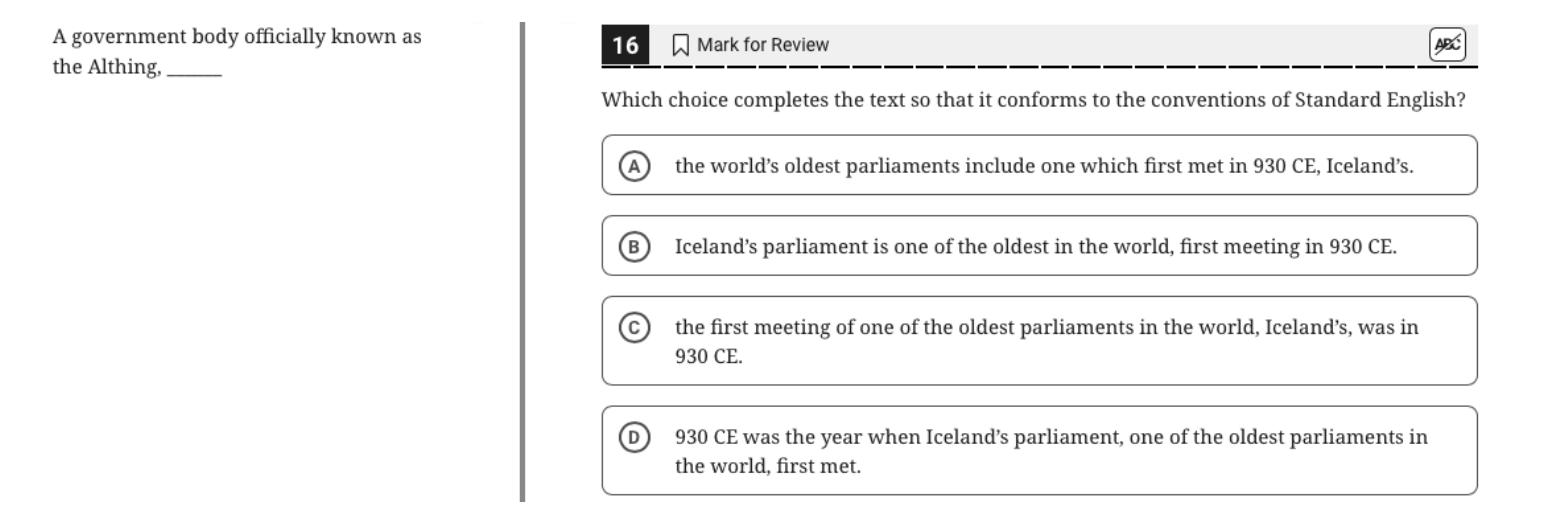 A government body officially known as
the Althing, ______
16 Mark for Review ABC
Which choice completes the text so that it conforms to the conventions of Standard English?
A the world’s oldest parliaments include one which first met in 930 CE, Iceland’s.
B Iceland’s parliament is one of the oldest in the world, first meeting in 930 CE.
C the first meeting of one of the oldest parliaments in the world, Iceland’s, was in
930 CE.
D 930 CE was the year when Iceland’s parliament, one of the oldest parliaments in
the world, first met.